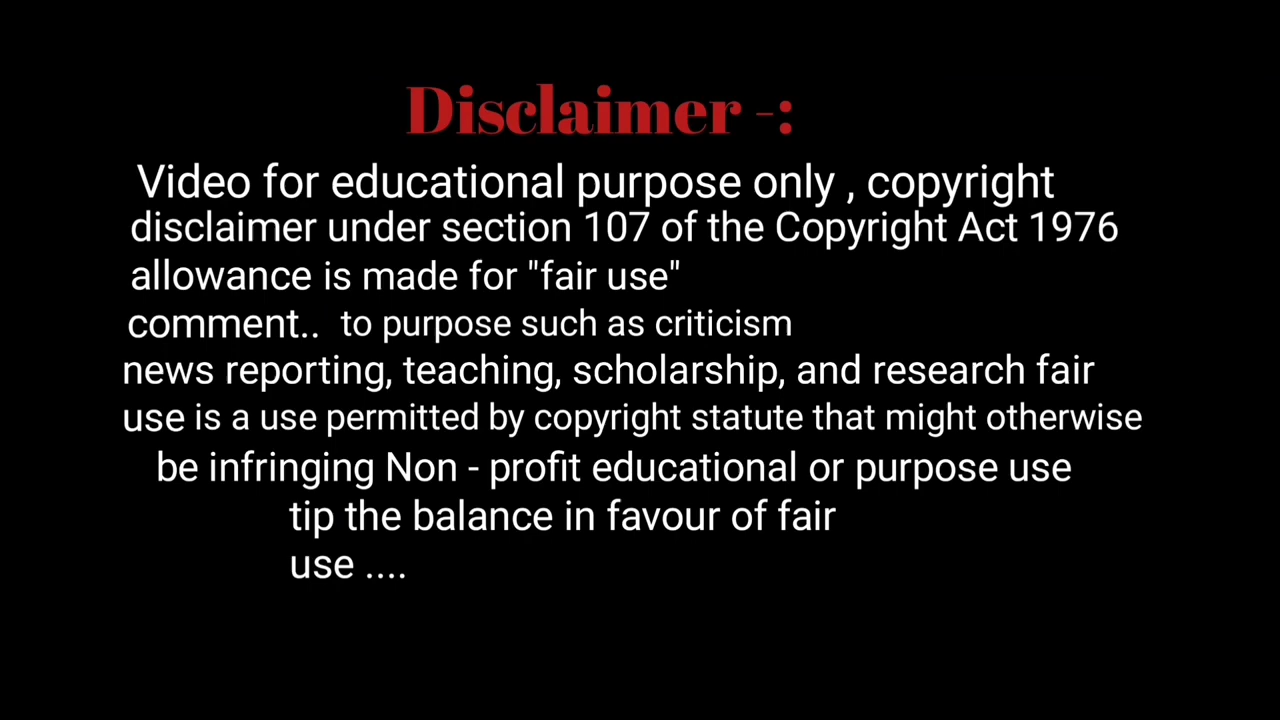 Disclaimer -:
Video for educational purpose only , copyright
disclaimer under section 107 of the Copyright Act 1976
allowance is made for "fair use"
comment.. to purpose such as criticism
news reporting, teaching, scholarship, and research fair
use is a use permitted by copyright statute that might otherwise
be infringing Non - profit educational or purpose use
tip the balance in favour of fair
use ....